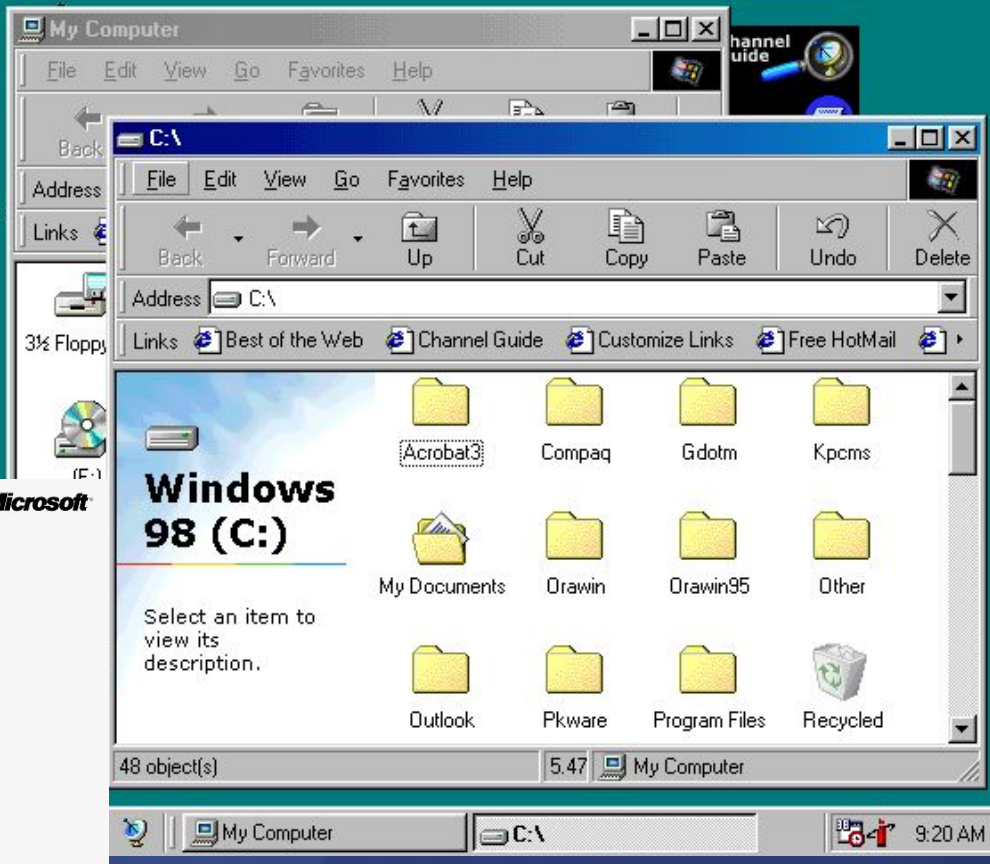 My Computer
File Edit View Go Favorites Help
Back
Address
Links
3½ Floppy
(E:)
C:\
File Edit View Go Favorites Help
Back Forward Up Cut Copy Paste Undo Delete
Address C:\
Links Best of the Web Channel Guide Customize Links Free HotMail
Windows
98 (C:)
Select an item to
view its
description.
Acrobat3 Compaq Gdotm Kpcms
My Documents Orawin Orawin95 Other
Outlook Pkware Program Files Recycled
48 object(s) 5.47 My Computer
My Computer C:\ 9:20 AM
hannel
uide
icrosoft